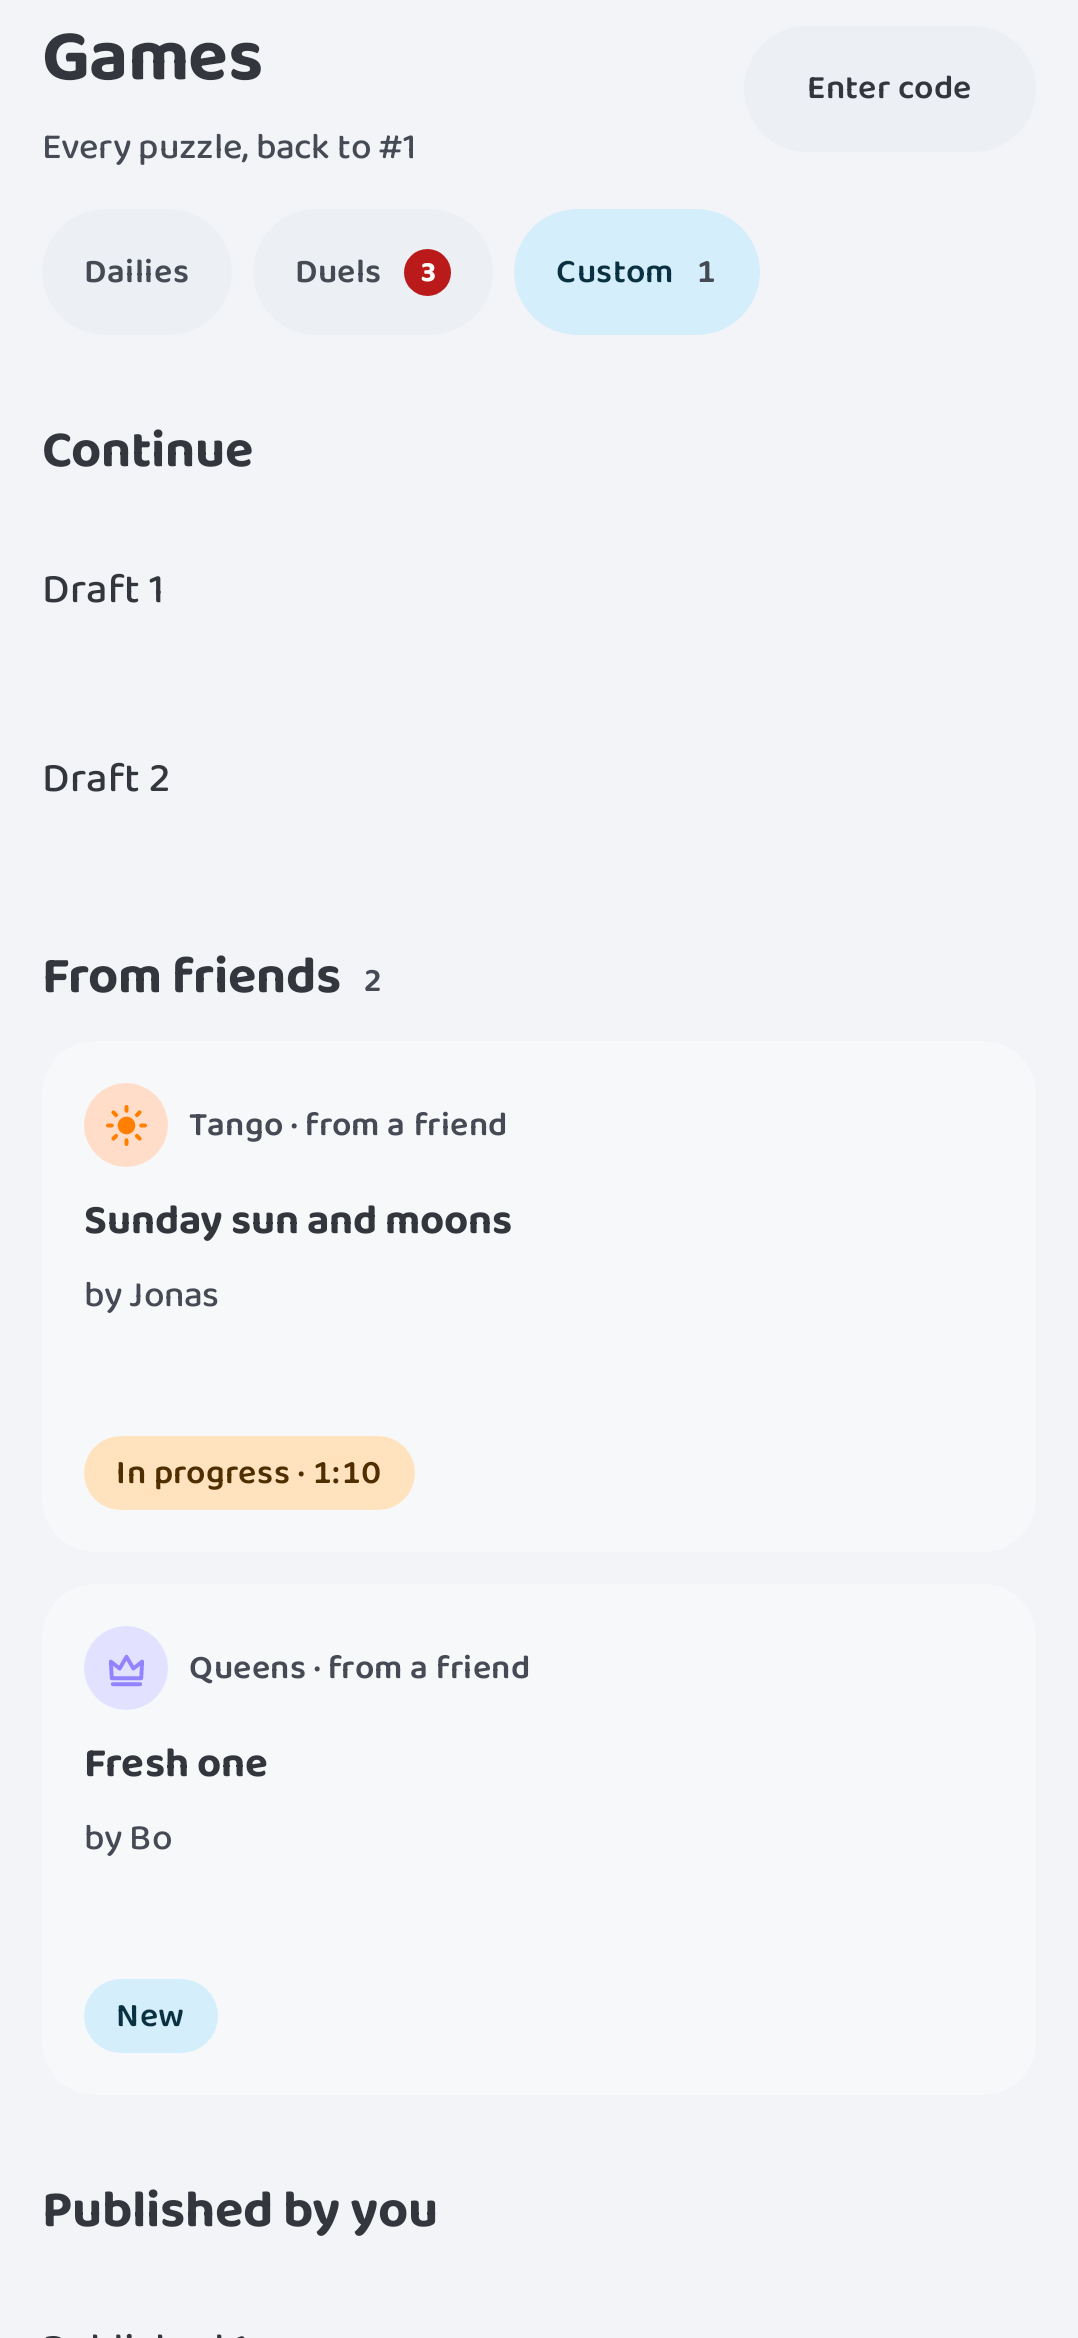 Games
Enter code
Every puzzle, back to #1
Dailies
Duels 3
Custom 1
Continue
Draft 1
Draft 2
From friends 2
Tango · from a friend
Sunday sun and moons
by Jonas
In progress · 1:10
Queens · from a friend
Fresh one
by Bo
New
Published by you